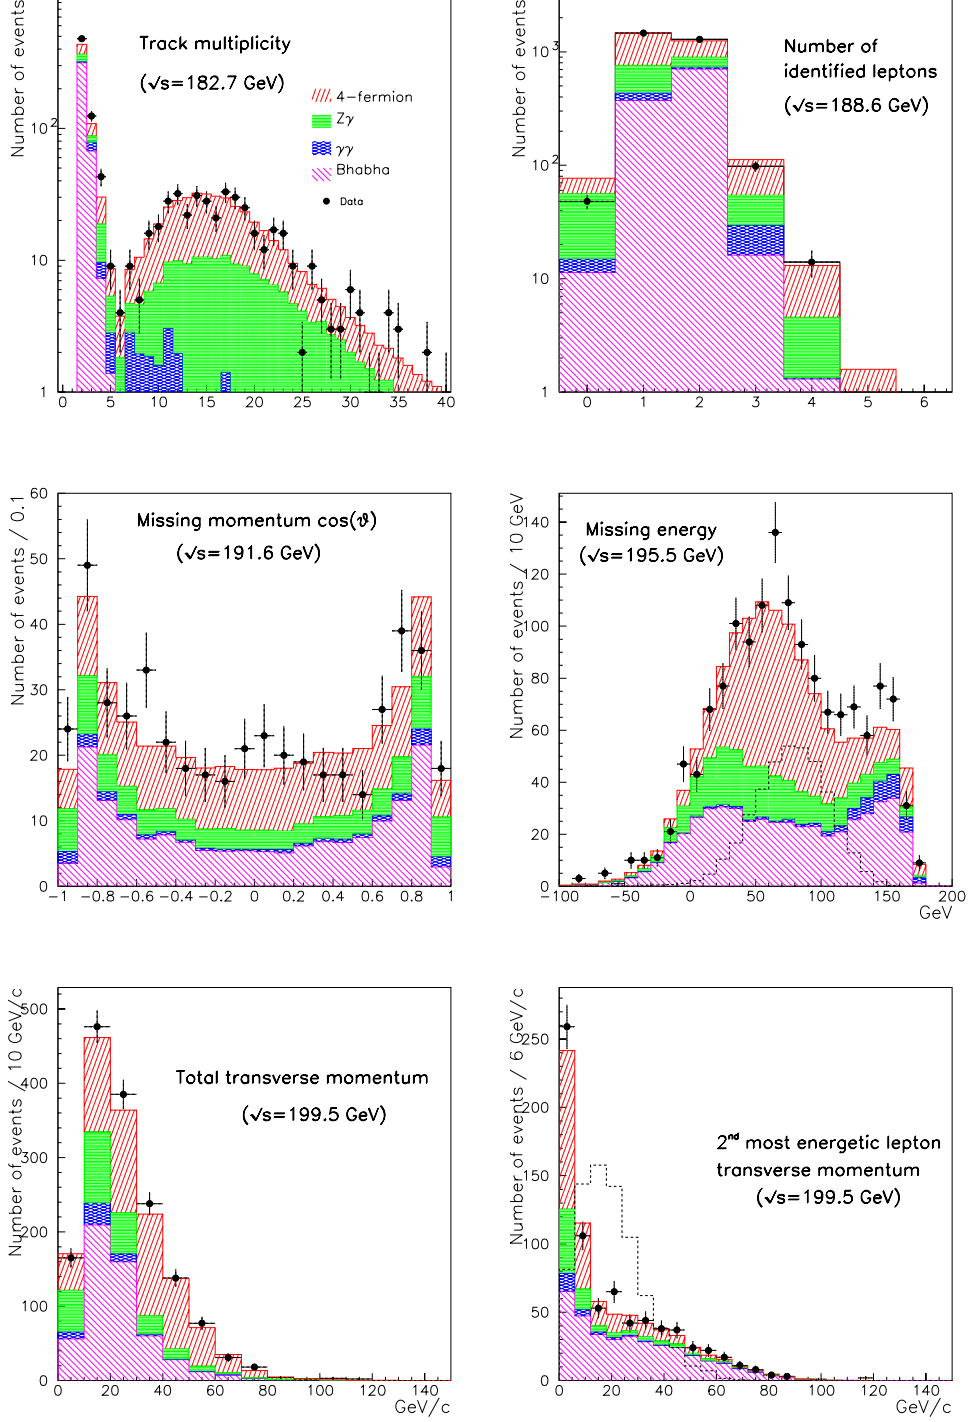 Number of events
Track multiplicity
(√s=182.7 GeV)
4-fermion
Zγ
γγ
Bhabha
Data
10²
10
1
0 5 10 15 20 25 30 35 40
Number of events
Number of
identified leptons
(√s=188.6 GeV)
10³
10²
10
1
0 1 2 3 4 5 6
Number of events / 0.1
Missing momentum cos(ϑ)
(√s=191.6 GeV)
60
50
40
30
20
10
0
-1 -0.8 -0.6 -0.4 -0.2 0 0.2 0.4 0.6 0.8 1
Number of events / 10 GeV
Missing energy
(√s=195.5 GeV)
140
120
100
80
60
40
20
0
-100 -50 0 50 100 150 200
GeV
Number of events / 10 GeV/c
Total transverse momentum
(√s=199.5 GeV)
500
400
300
200
100
0
0 20 40 60 80 100 120 140
GeV/c
Number of events / 6 GeV/c
2nd most energetic lepton
transverse momentum
(√s=199.5 GeV)
250
200
150
100
50
0
0 20 40 60 80 100 120 140
GeV/c